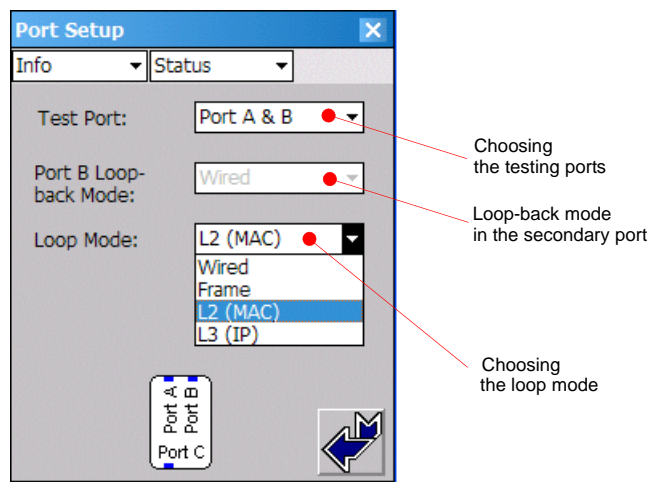 Port Setup
Info
Status
Test Port:
Port A & B
Choosing
the testing ports
Port B Loop-
back Mode:
Wired
Loop-back mode
in the secondary port
Loop Mode:
L2 (MAC)
Wired
Frame
L2 (MAC)
L3 (IP)
Choosing
the loop mode
Port A
Port B
Port C
M